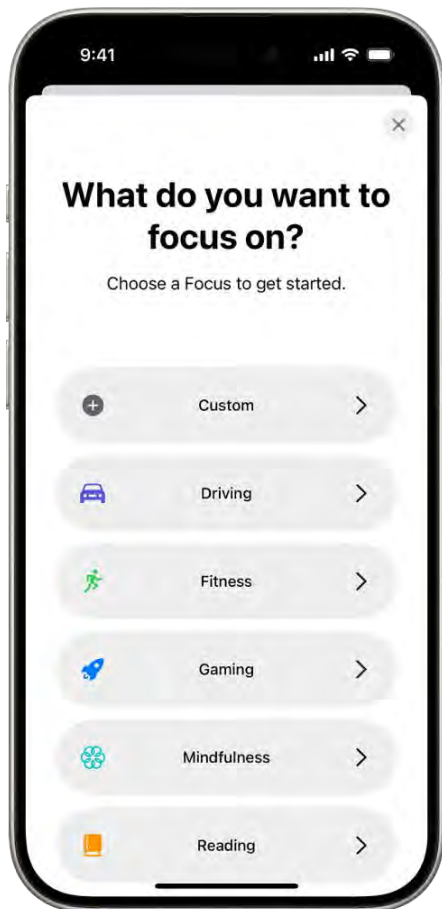 9:41
What do you want to
focus on?
Choose a Focus to get started.
Custom
Driving
Fitness
Gaming
Mindfulness
Reading